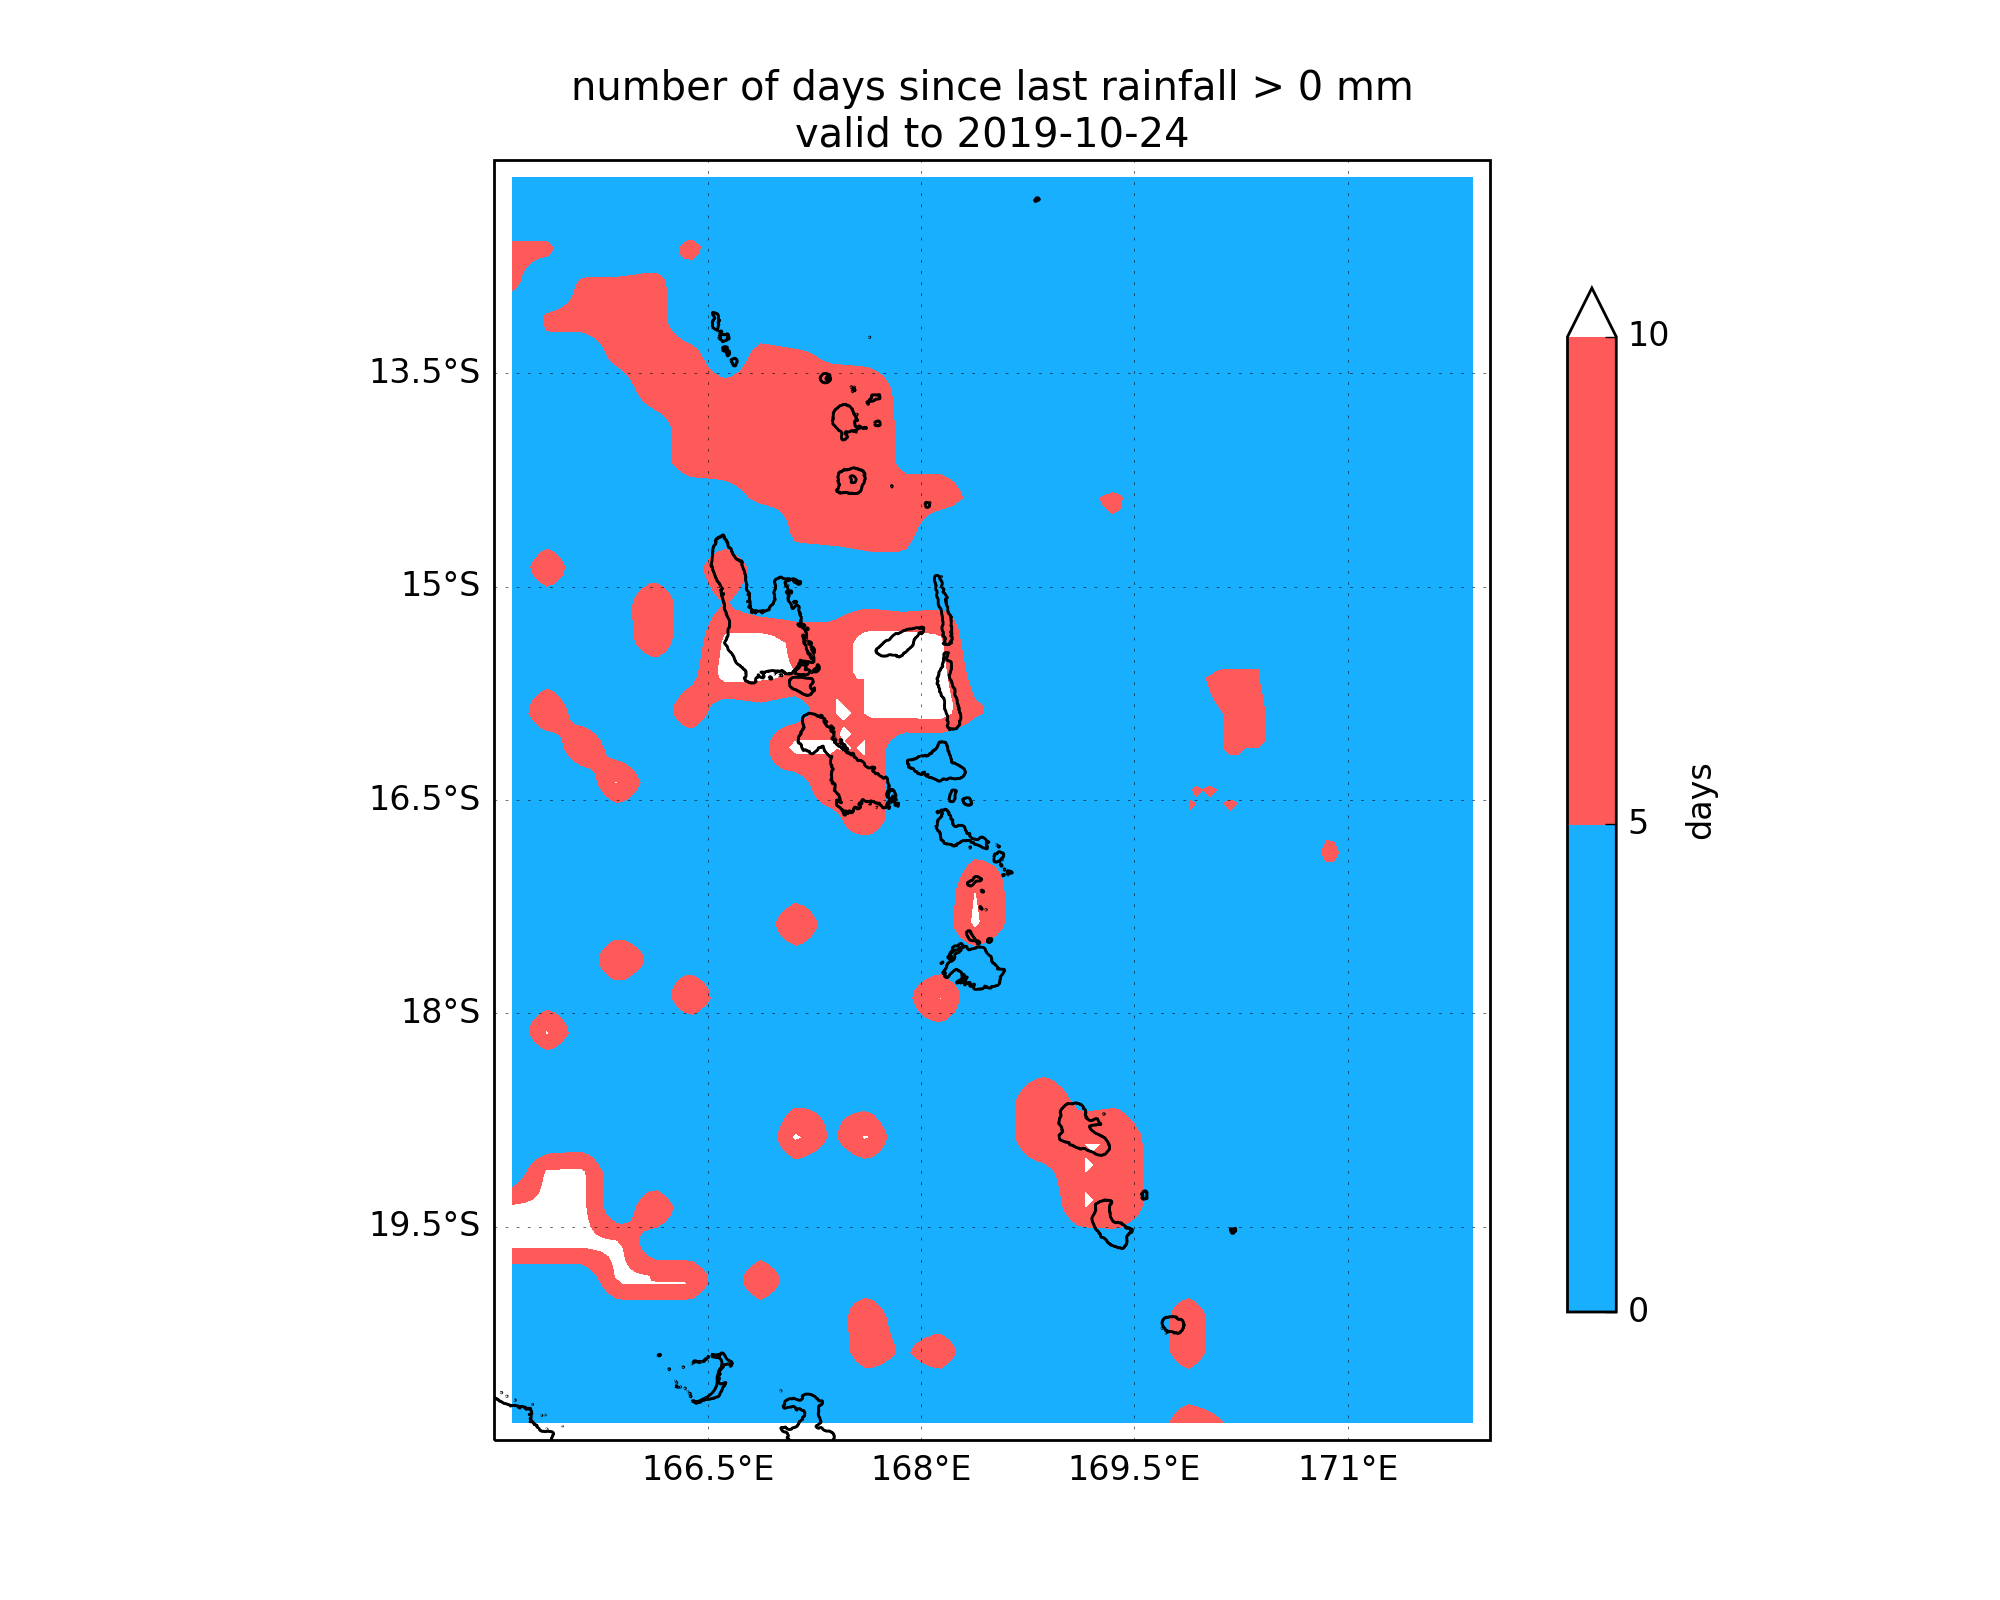 number of days since last rainfall > 0 mm
valid to 2019-10-24
13.5°S
15°S
16.5°S
18°S
19.5°S
166.5°E
168°E
169.5°E
171°E
10
5
0
days